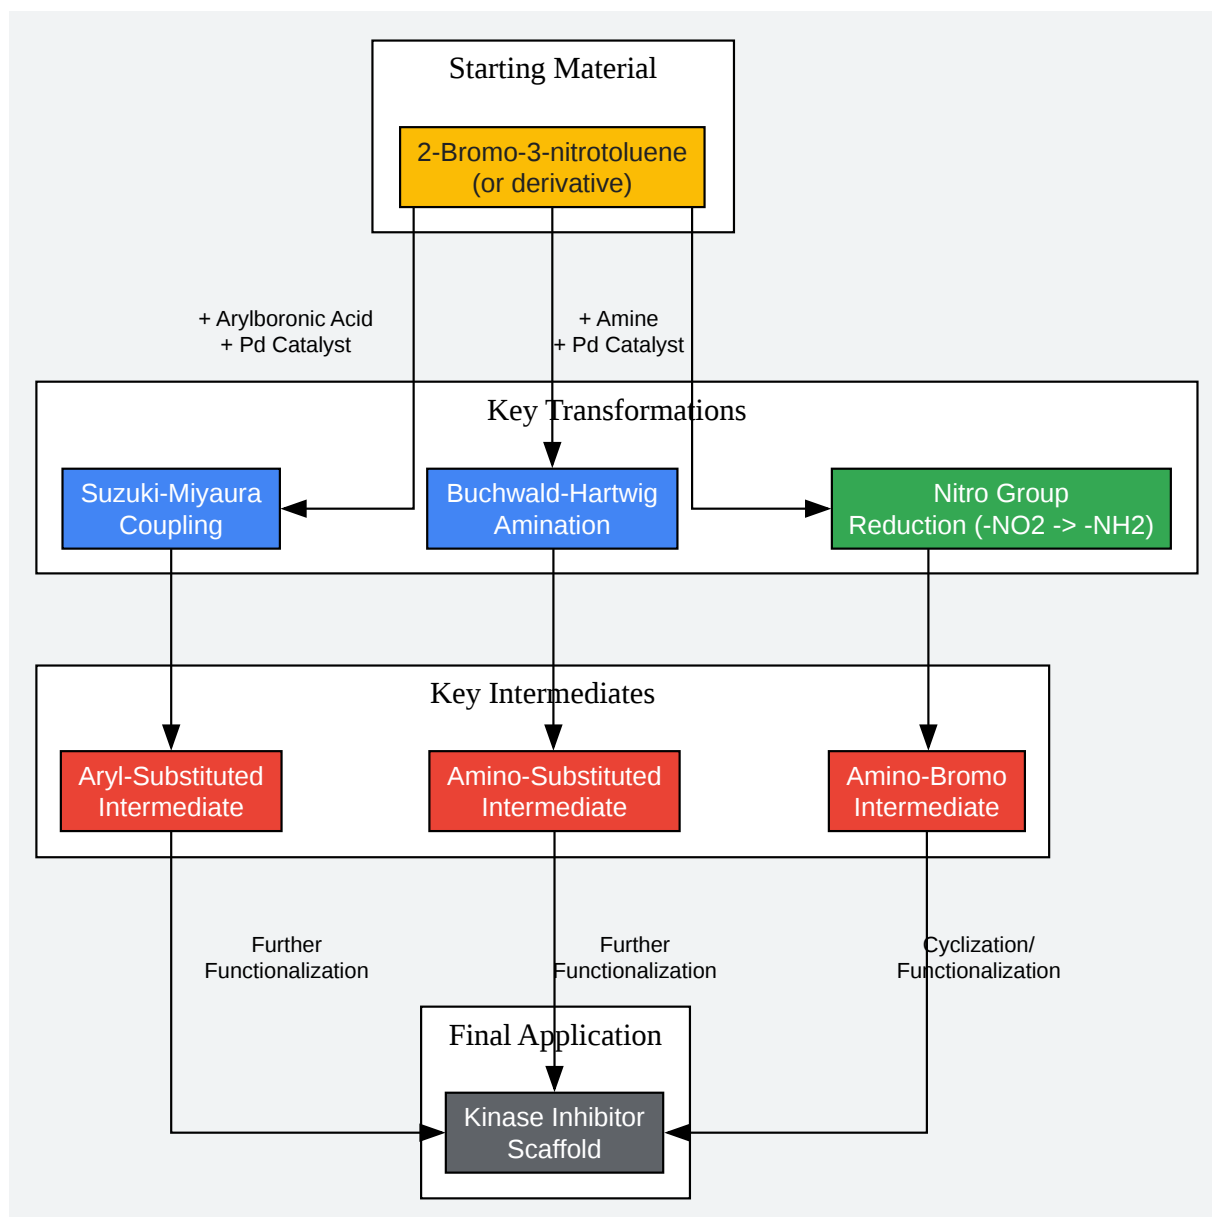 Starting Material
2-Bromo-3-nitrotoluene
(or derivative)
+ Arylboronic Acid
+ Pd Catalyst
+ Amine
+ Pd Catalyst
Key Transformations
Suzuki-Miyaura
Coupling
Buchwald-Hartwig
Amination
Nitro Group
Reduction (-NO2 -> -NH2)
Key Intermediates
Aryl-Substituted
Intermediate
Amino-Substituted
Intermediate
Amino-Bromo
Intermediate
Further
Functionalization
Further
Functionalization
Cyclization/
Functionalization
Final Application
Kinase Inhibitor
Scaffold